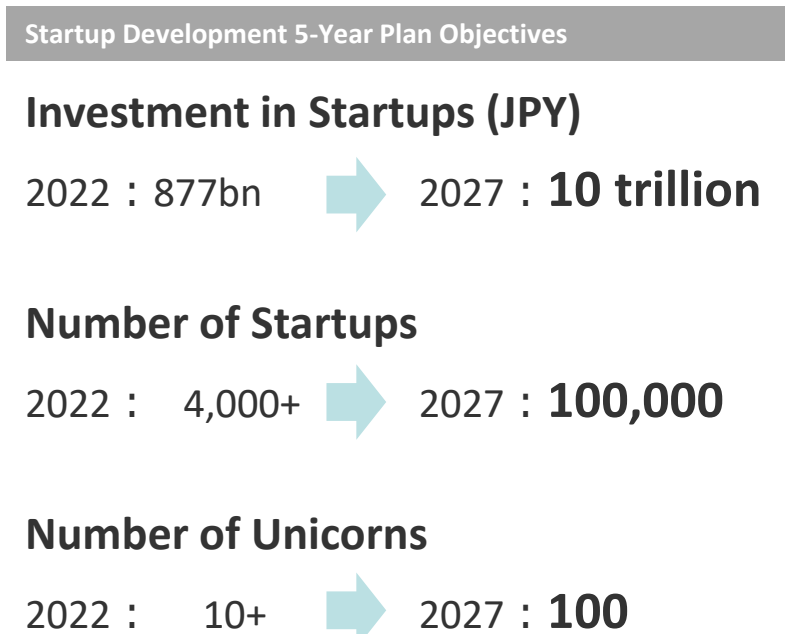 Startup Development 5-Year Plan Objectives
Investment in Startups (JPY)
2022：877bn 2027：10 trillion
Number of Startups
2022： 4,000+ 2027：100,000
Number of Unicorns
2022： 10+ 2027：100